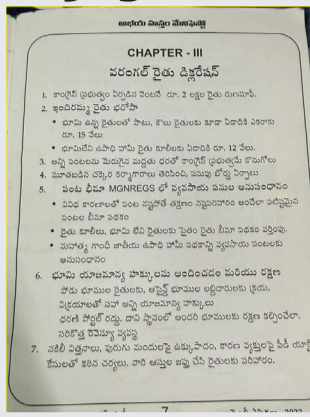 అభయ హస్తం మేనిఫెస్టో
CHAPTER - III
వరంగల్ రైతు డిక్లరేషన్
1. కాంగ్రెస్ ప్రభుత్వం ఏర్పడిన వెంటనే రూ. 2 లక్షల రైతు రుణమాఫీ.
2. ఇందిరమ్మ రైతు భరోసా
• భూమి ఉన్న రైతులతో పాటు, కౌలు రైతులకు కూడా ఏడాదికి ఎకరాకు
రూ. 15 వేలు
• భూమిలేని ఉపాధి హామీ రైతు కూలీలకు ఏడాదికి రూ. 12 వేలు.
3. అన్ని పంటలను మెరుగైన మద్దతు ధరతో కాంగ్రెస్ ప్రభుత్వమే కొనుగోలు
4. మూతబడిన చక్కెర కర్మాగారాలు తెరిపించి, పసుపు బోర్డు ఏర్పాటు
5. పంట భీమా MGNREGS లో వ్యవసాయ పనుల అనుసంధానం
• వివిధ కారణాలతో పంట నష్టపోతే తక్షణం నష్టపరిహారం అందేలా పటిష్టమైన
పంటల బీమా పథకం
• రైతు కూలీలు, భూమి లేని రైతులకు సైతం రైతు బీమా పథకం వర్తింపు.
• మహాత్మ గాంధీ జాతీయ ఉపాధి హామీ పథకాన్ని వ్యవసాయ పంటలకు
అనుసంధానం
6. భూమి యాజమాన్య హక్కులను అందించడం మరియు రక్షణ
పోడు భూముల రైతులకు, అసైన్డ్ భూముల లబ్ధిదారులకు క్రయ,
విక్రయాలతో సహా అన్ని యాజమాన్య హక్కులు
ధరణి పోర్టల్ రద్దు. దాని స్థానంలో అందరి భూములకు రక్షణ కల్పించేలా.
సరికొత్త రెవెన్యూ వ్యవస్థ
7. నకిలీ విత్తనాలు, పురుగు మందులపై ఉక్కుపాదం, కారణ వ్యక్తులపై పీడీ యాక్ట్
కేసులతో కఠిన చర్యలు, వారి ఆస్తుల జప్తు చేసి రైతులకు పరిహారం.
7